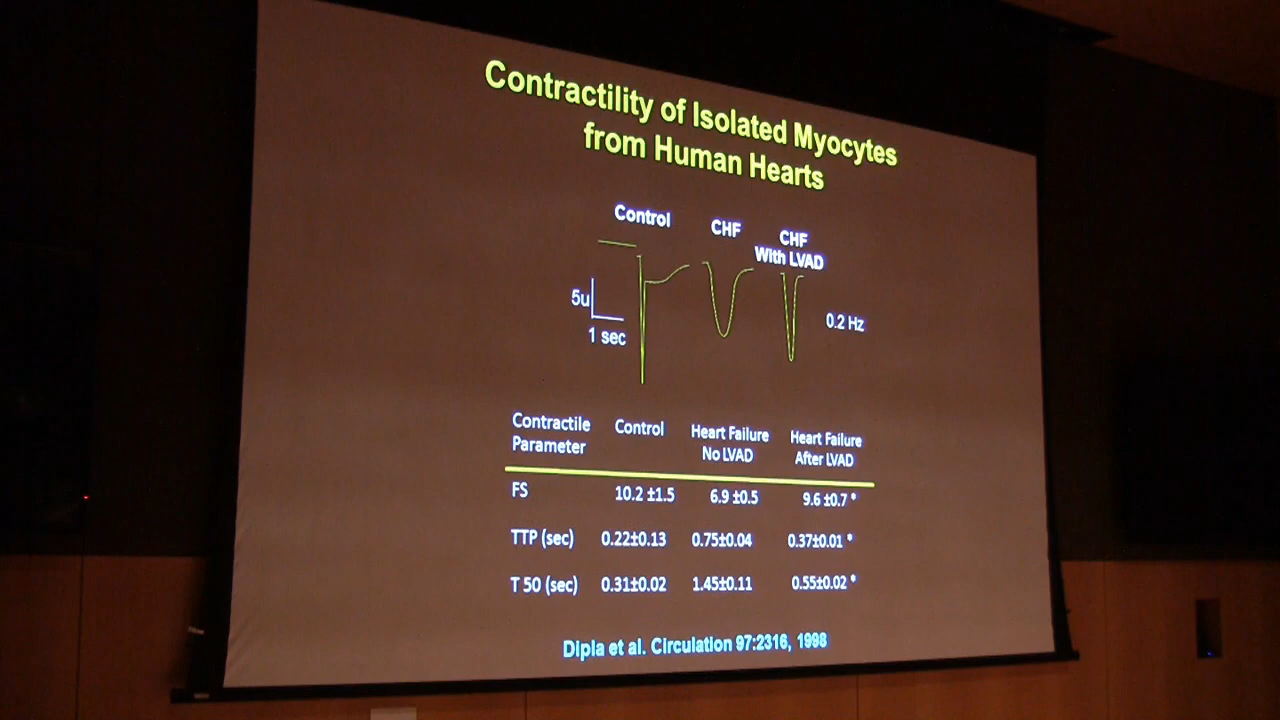 Contractility of Isolated Myocytes
from Human Hearts
Control CHF CHF
With LVAD
5u
1 sec
0.2 Hz
Contractile Parameter Control Heart Failure No LVAD Heart Failure After LVAD
FS 10.2 ±1.5 6.9 ±0.5 9.6 ±0.7 *
TTP (sec) 0.22±0.13 0.75±0.04 0.37±0.01 *
T 50 (sec) 0.31±0.02 1.45±0.11 0.55±0.02 *
Dipla et al. Circulation 97:2316, 1998